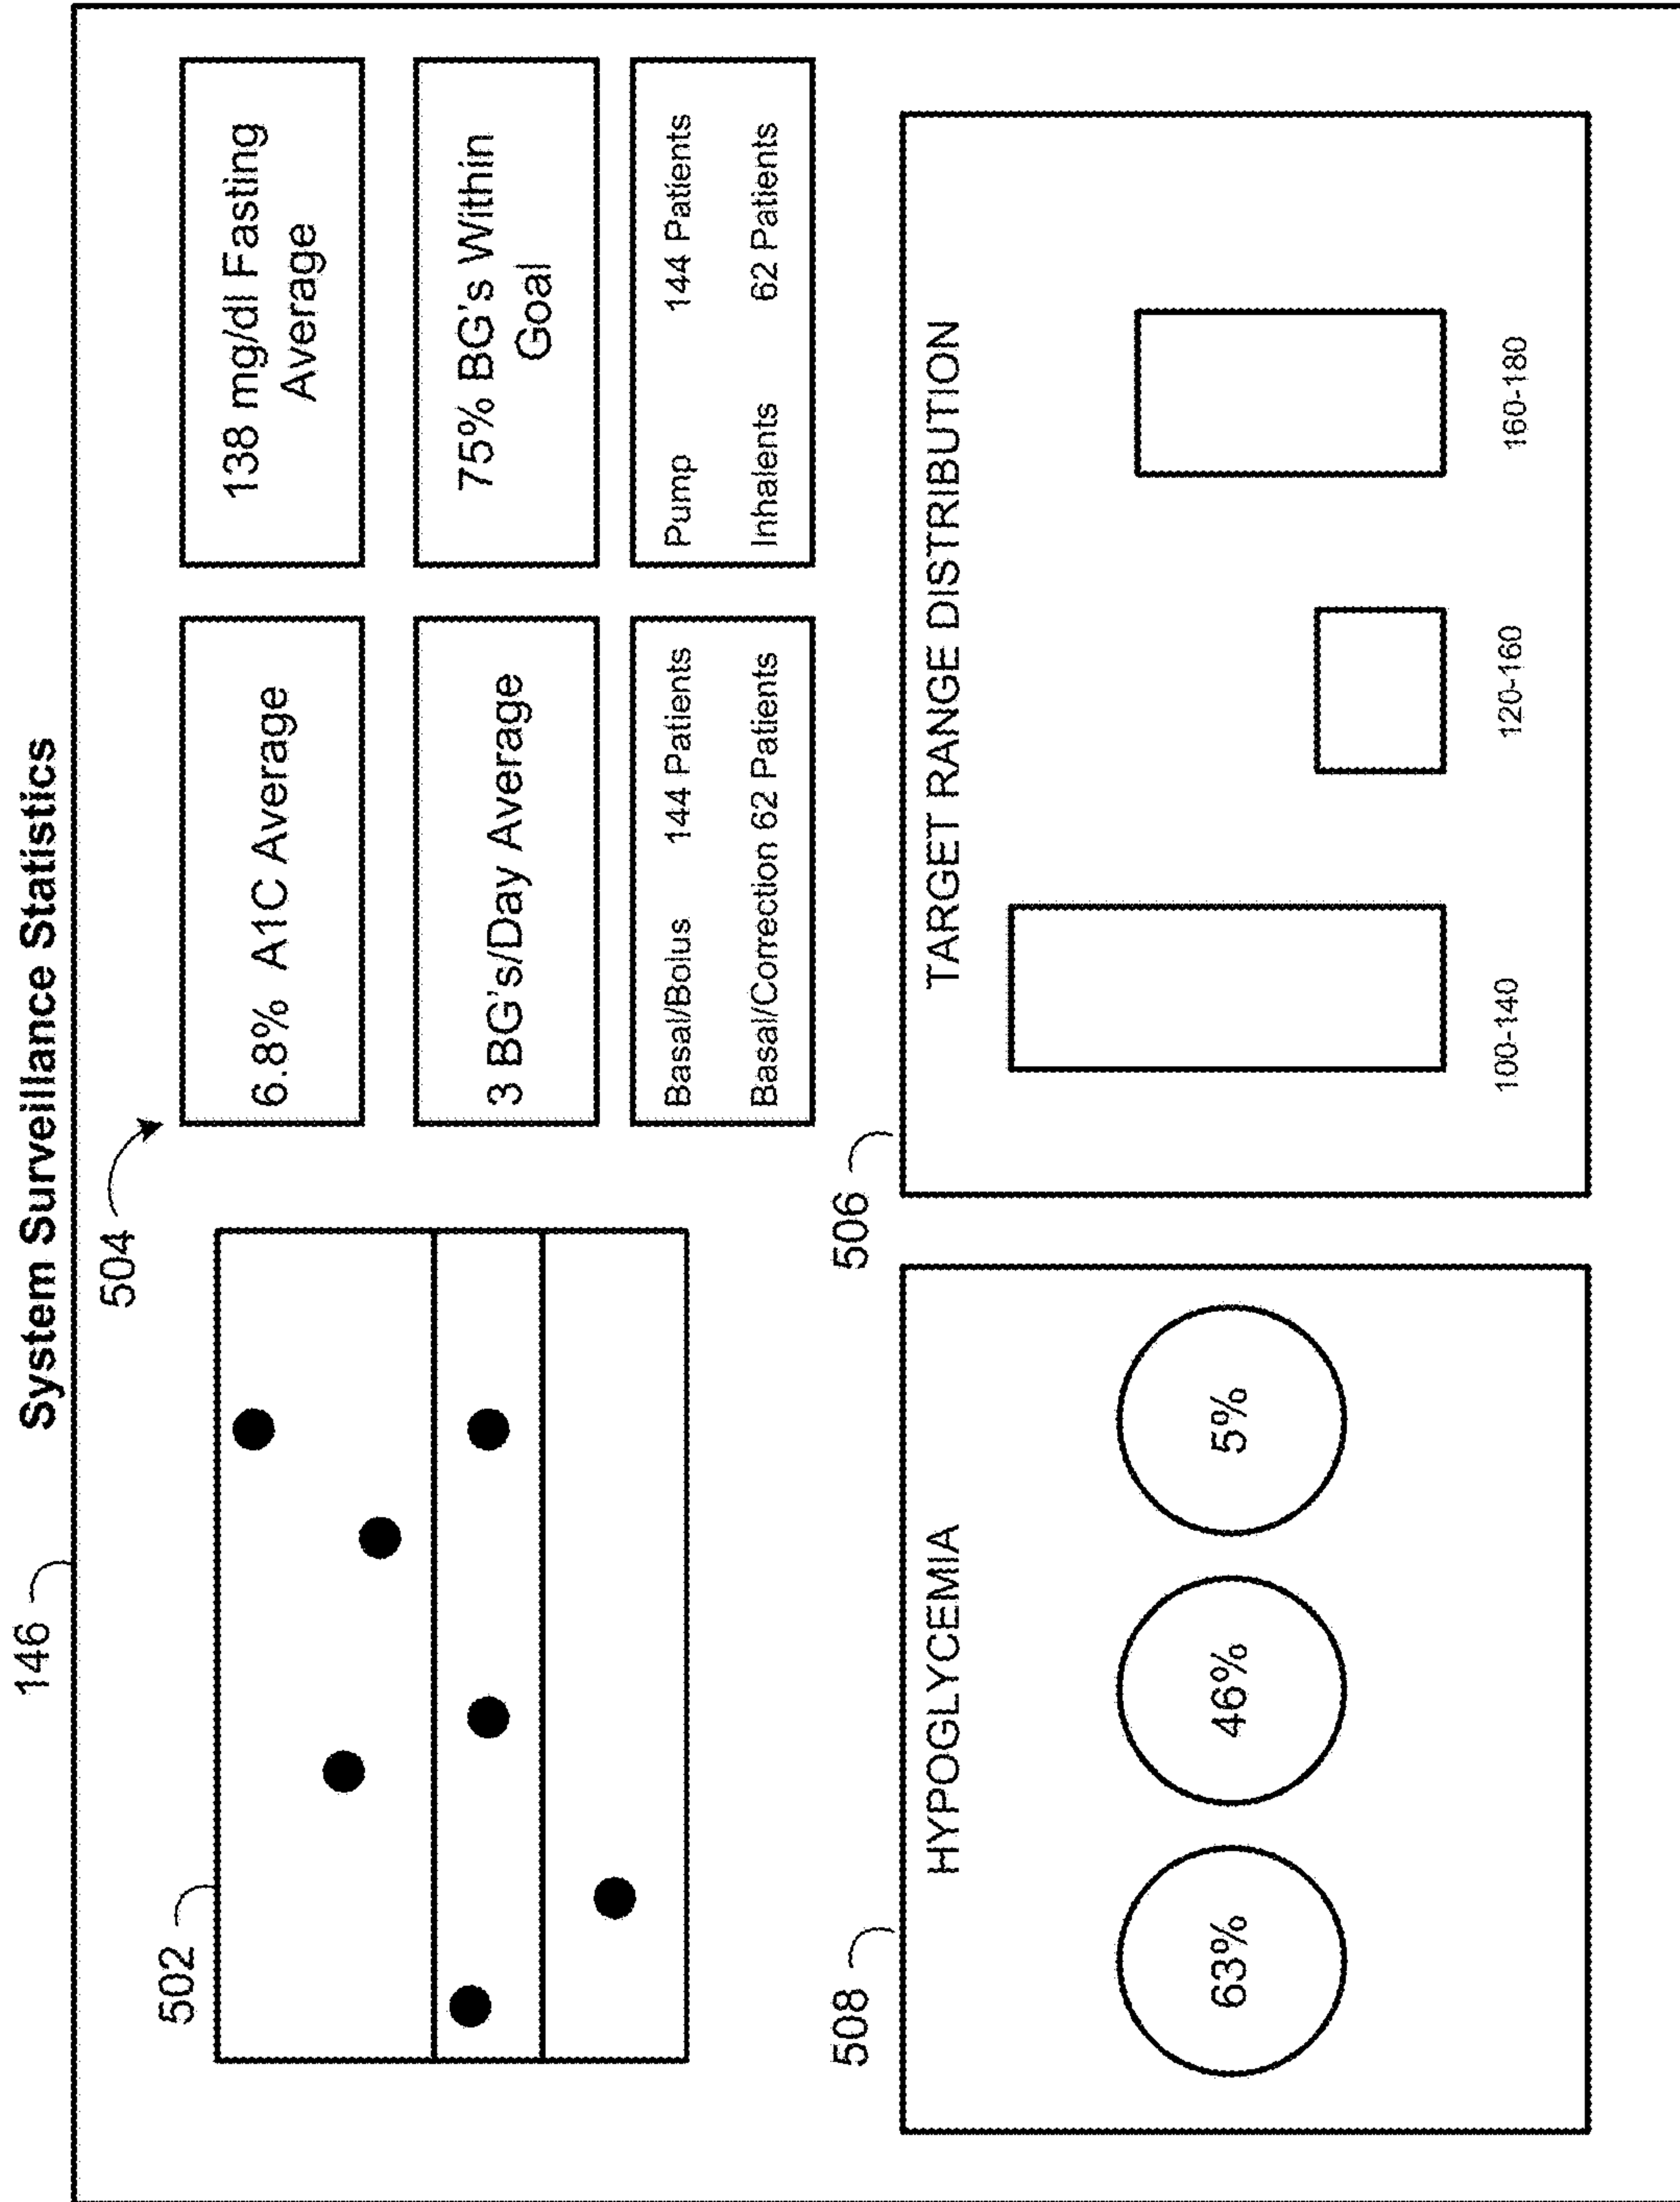 System Surveillance Statistics
146
502
504
6.8% A1C Average
138 mg/dl Fasting
Average
3 BG's/Day Average
75% BG's Within
Goal
Basal/Bolus 144 Patients
Basal/Correction 62 Patients
Pump 144 Patients
Inhalents 62 Patients
508
HYPOGLYCEMIA
63%
46%
5%
506
TARGET RANGE DISTRIBUTION
100-140
120-160
160-180